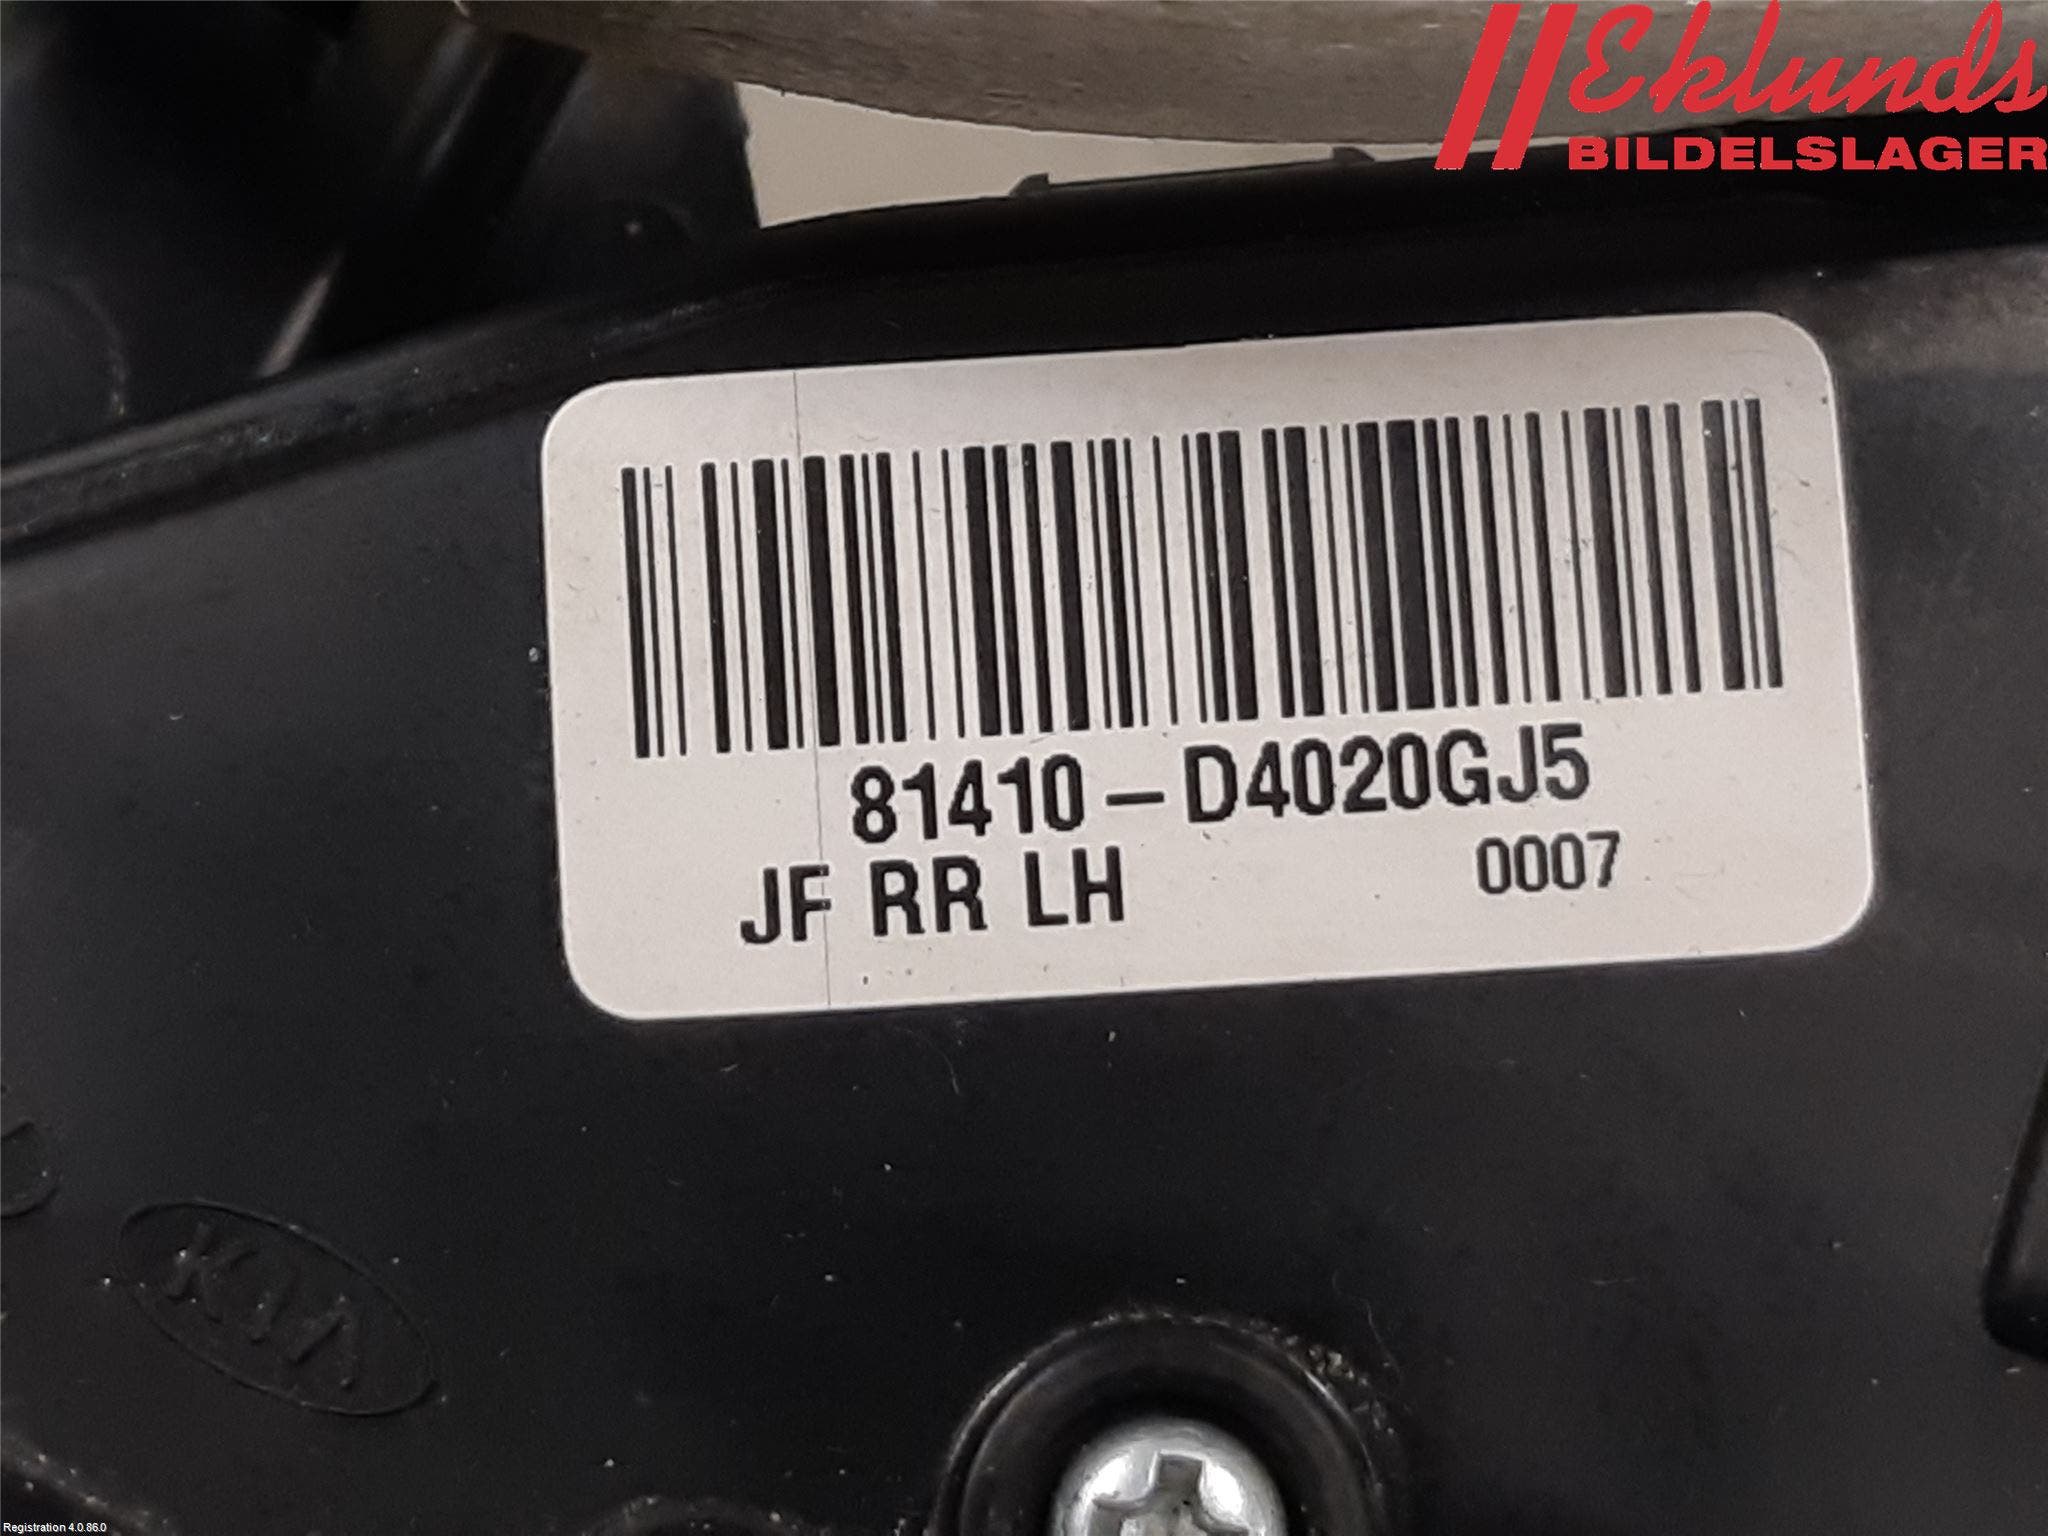 Eklunds
BILDELSLAGER
81410-D4020GJ5
JF RR LH 0007
KIA
Registration 4.0.86.0